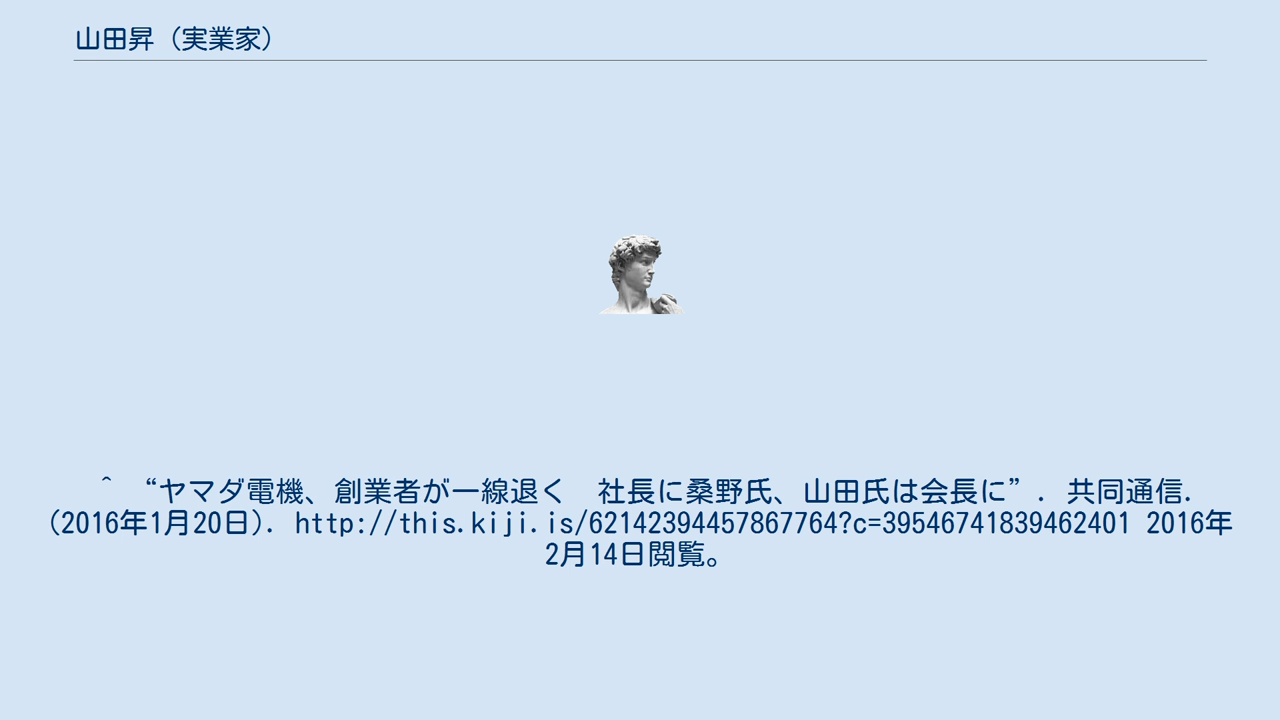 山田昇（実業家）
^ “ヤマダ電機、創業者が一線退く　社長に桑野氏、山田氏は会長に”. 共同通信.
(2016年1月20日). http://this.kiji.is/62142394457867764?c=39546741839462401 2016年
2月14日閲覧。